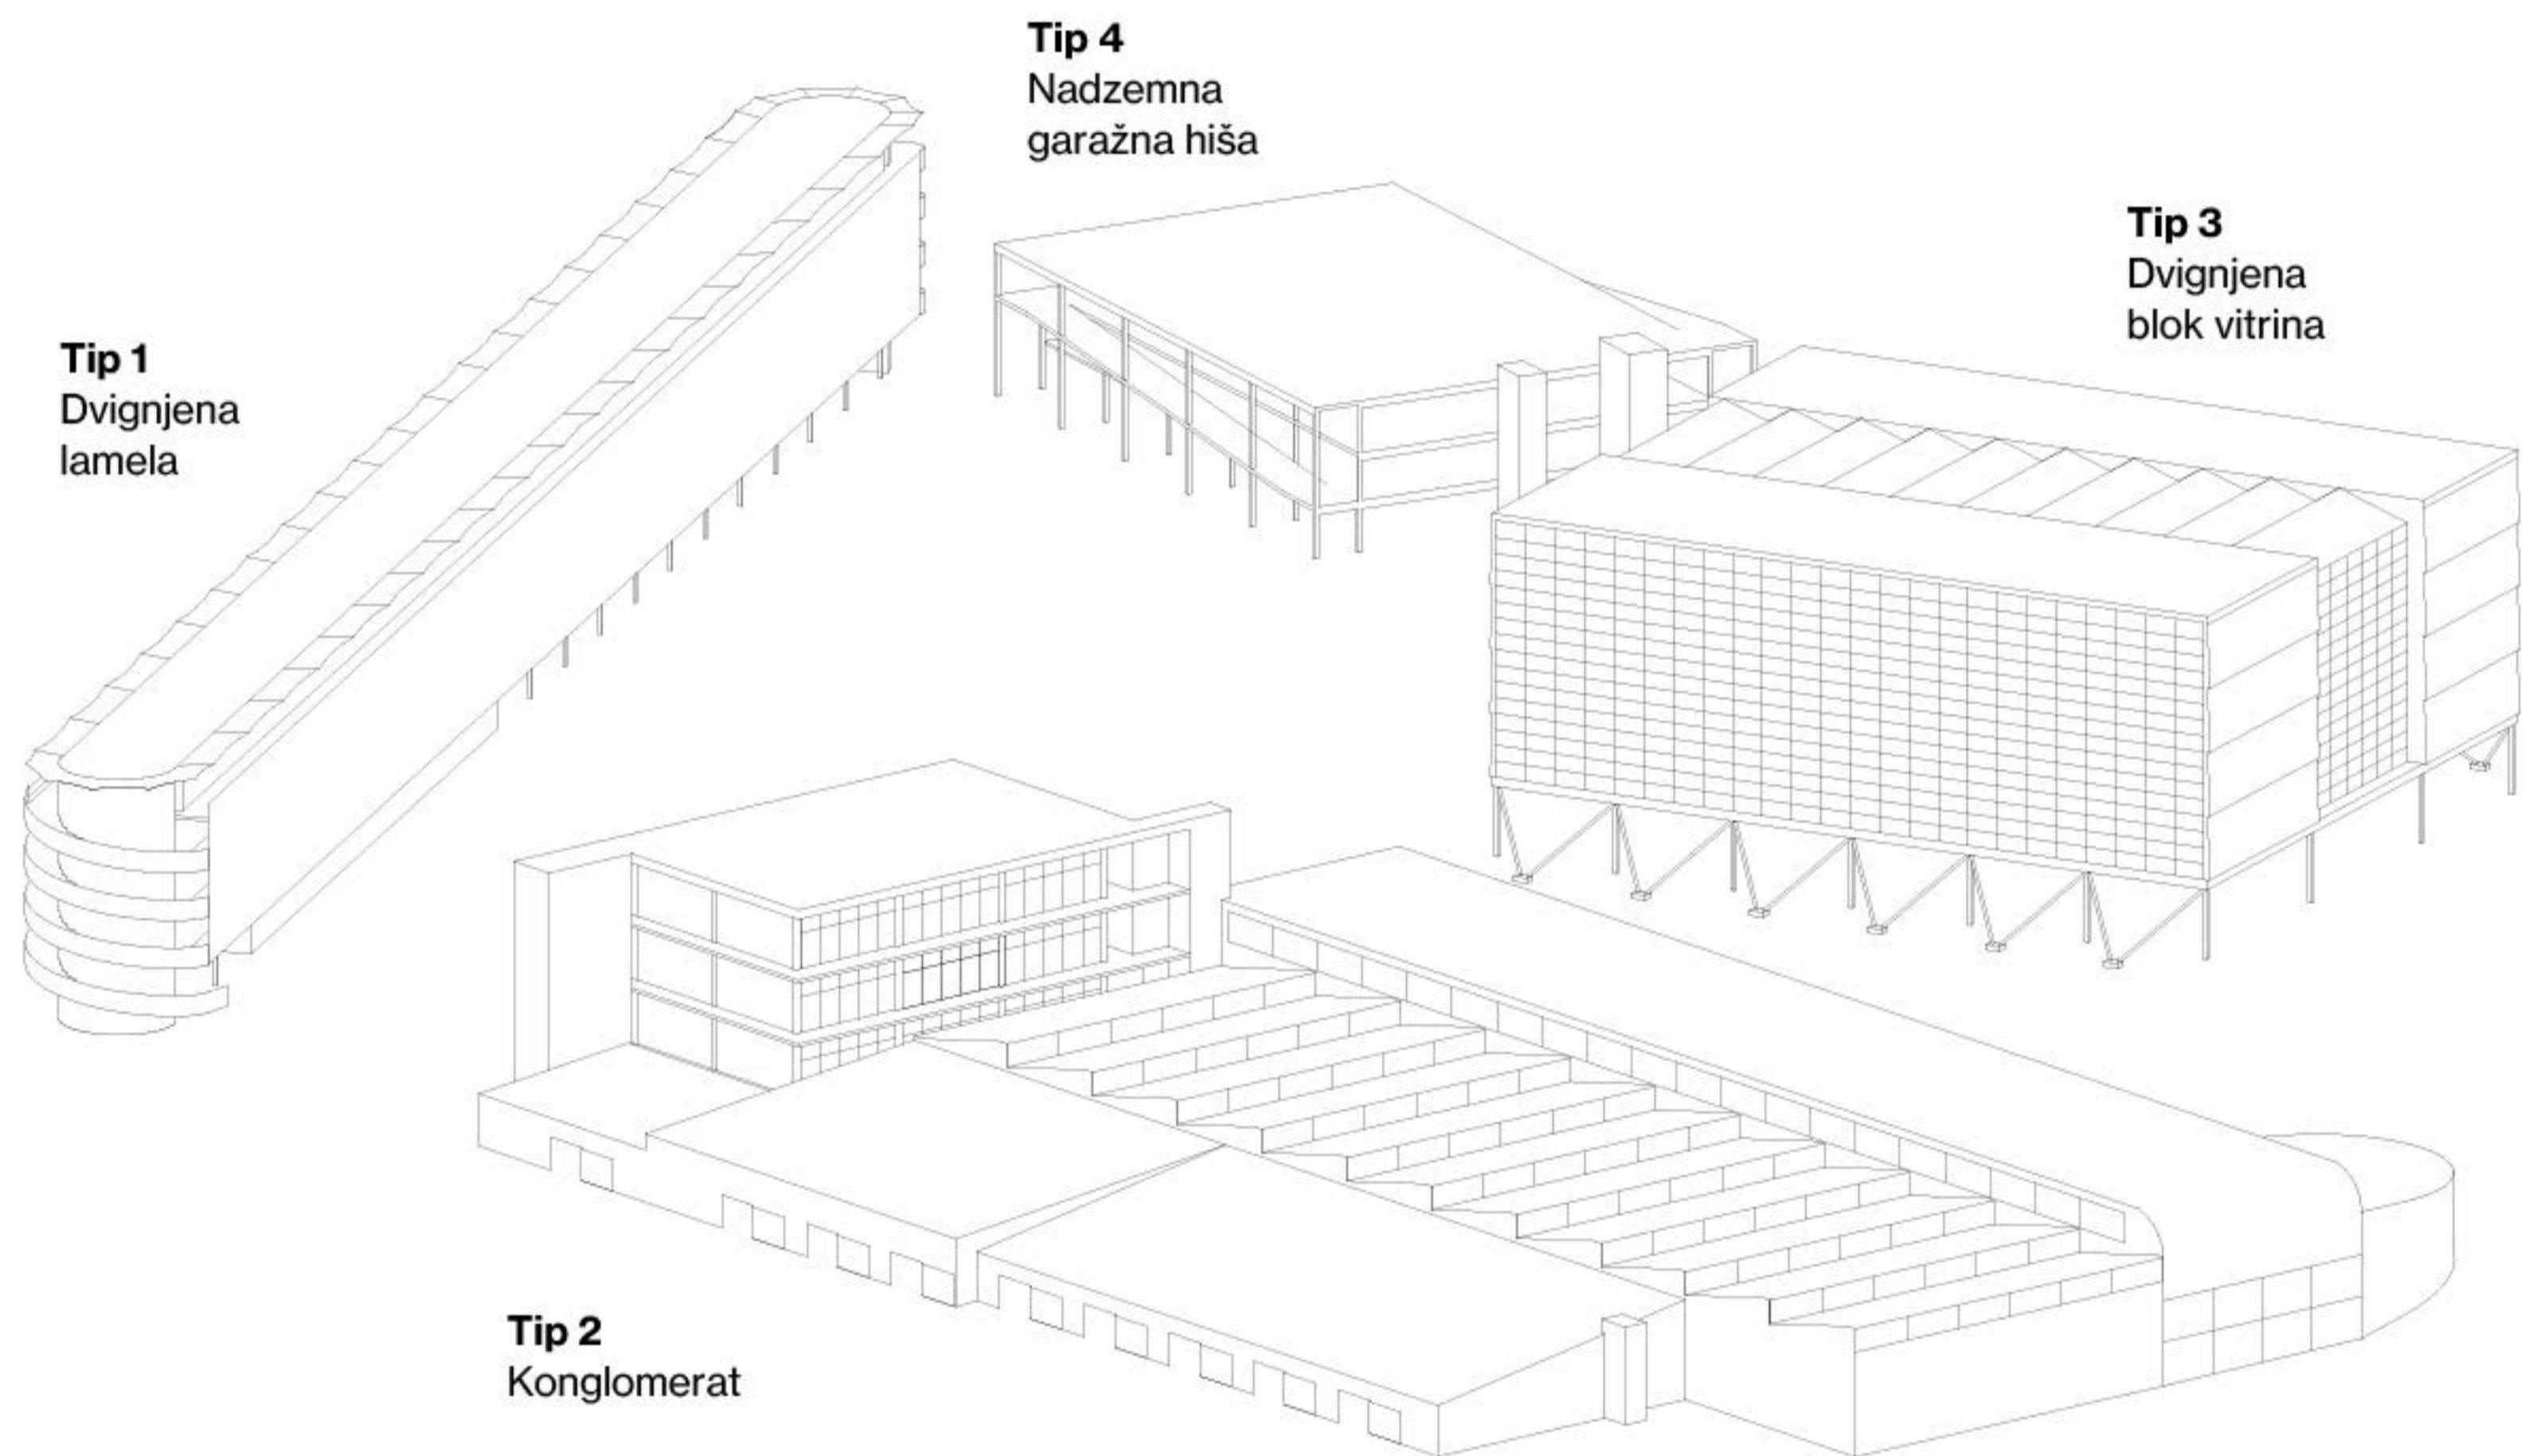 Tip 4
Nadzemna
garažna hiša
Tip 3
Dvignjena
blok vitrina
Tip 1
Dvignjena
lamela
Tip 2
Konglomerat